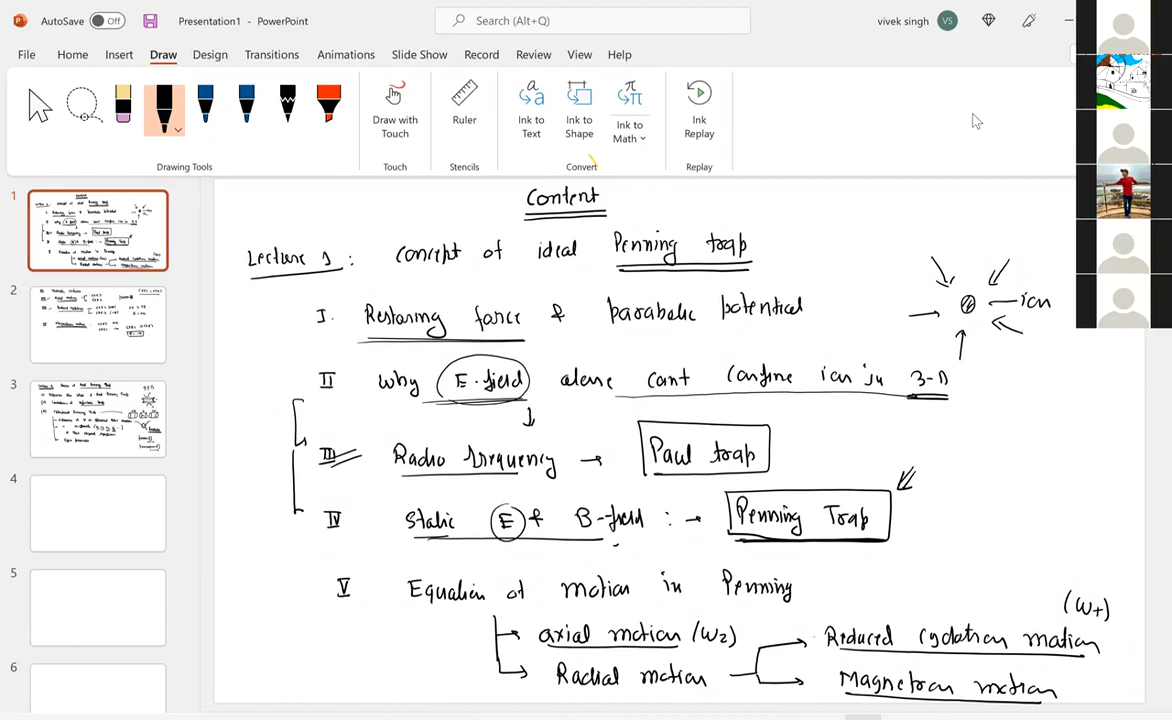 AutoSave Off Presentation1 - PowerPoint Search (Alt+Q) vivek singh VS
File Home Insert Draw Design Transitions Animations Slide Show Record Review View Help
Draw with Touch
Ruler
Ink to Text
Ink to Shape
Ink to Math
Ink Replay
Drawing Tools Touch Stencils Convert Replay
1
2
3
4
5
6
Content
Lecture 1: concept of ideal Penning trap
I. Restoring force & parabolic potential
ion
II Why E-field alone cant confine ion in 3-D
III Radio frequency → Paul trap
IV Static E & B-field :→ Penning Trap
V Equation of motion in Penning
axial motion (ωz)
(ω+)
Reduced cyclotron motion
Radial motion
Magnetron motion